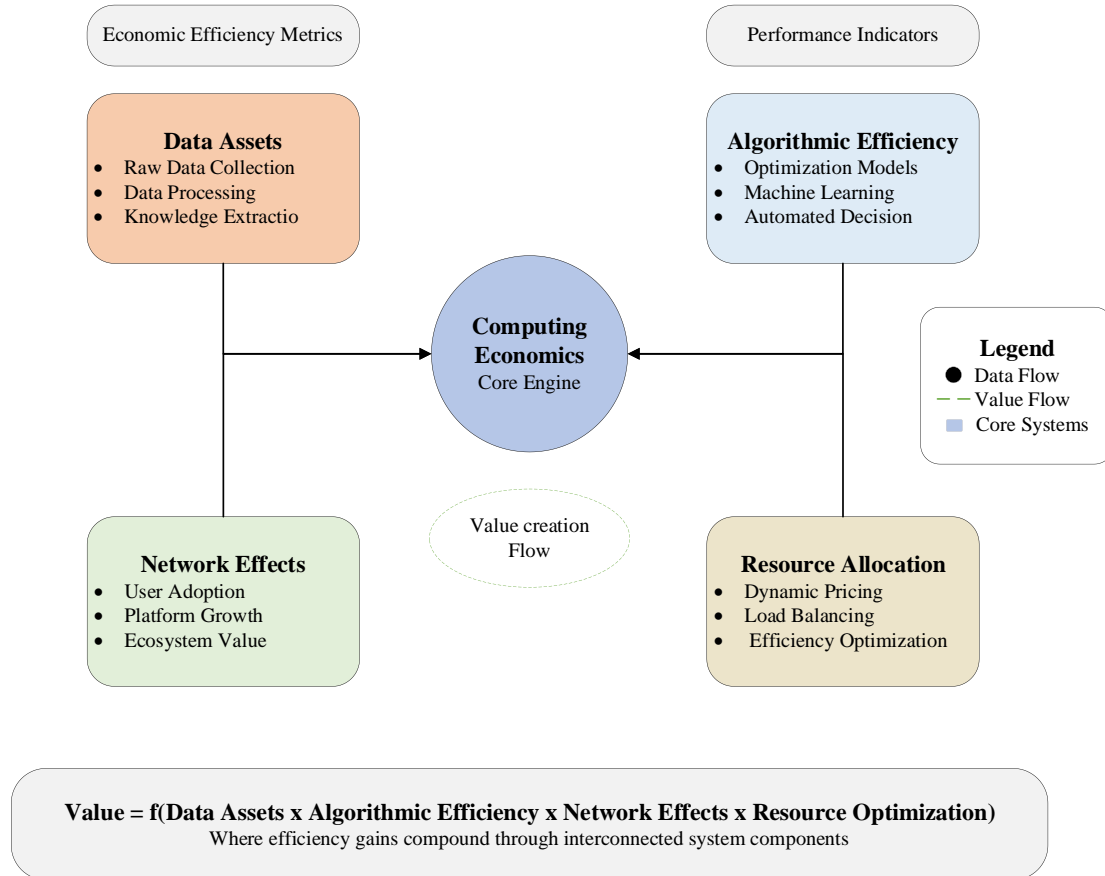 Economic Efficiency Metrics
Performance Indicators
Data Assets
• Raw Data Collection
• Data Processing
• Knowledge Extractio
Algorithmic Efficiency
• Optimization Models
• Machine Learning
• Automated Decision
Computing
Economics
Core Engine
Legend
Data Flow
Value Flow
Core Systems
Value creation
Flow
Network Effects
• User Adoption
• Platform Growth
• Ecosystem Value
Resource Allocation
• Dynamic Pricing
• Load Balancing
• Efficiency Optimization
Value = f(Data Assets x Algorithmic Efficiency x Network Effects x Resource Optimization)
Where efficiency gains compound through interconnected system components